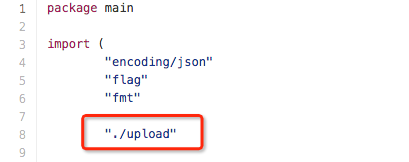 1 package main
2
3 import (
4 "encoding/json"
5 "flag"
6 "fmt"
7
8 "./upload"
9